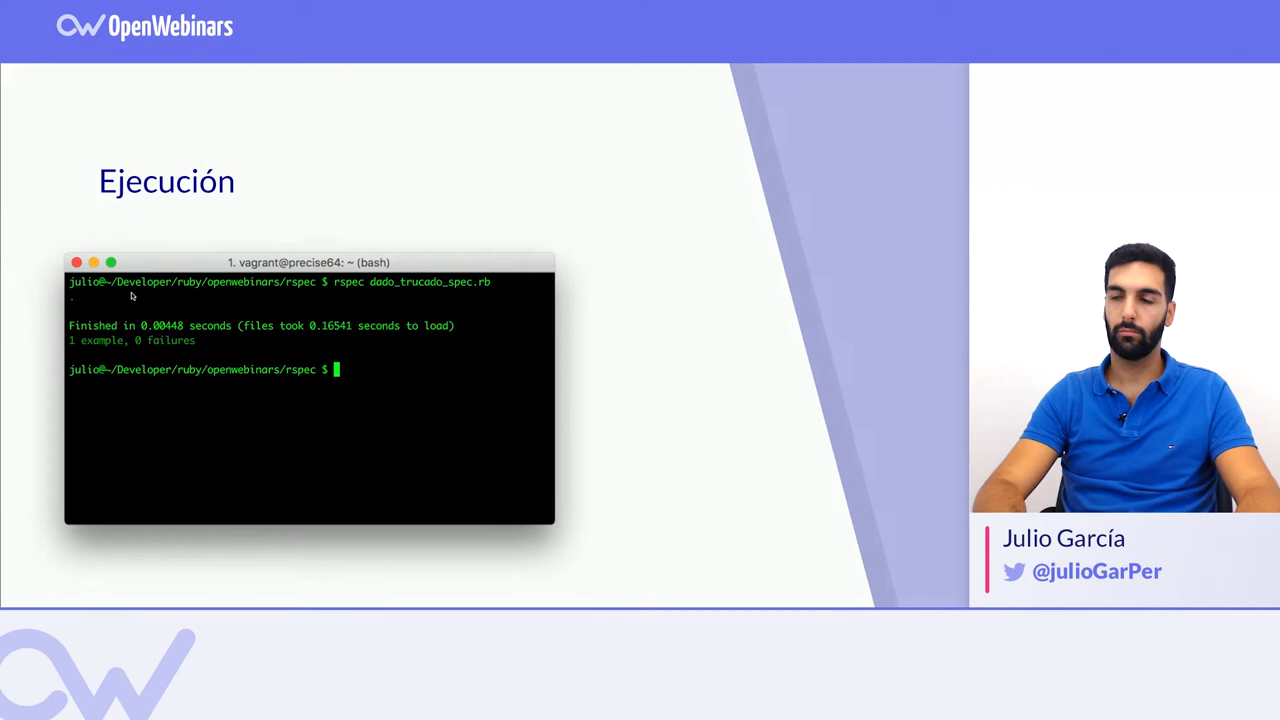 OpenWebinars
Ejecución
1. vagrant@precise64: ~ (bash)
julio@~/Developer/ruby/openwebinars/rspec $ rspec dado_trucado_spec.rb
.
Finished in 0.00448 seconds (files took 0.16541 seconds to load)
1 example, 0 failures
julio@~/Developer/ruby/openwebinars/rspec $
Julio García
@julioGarPer